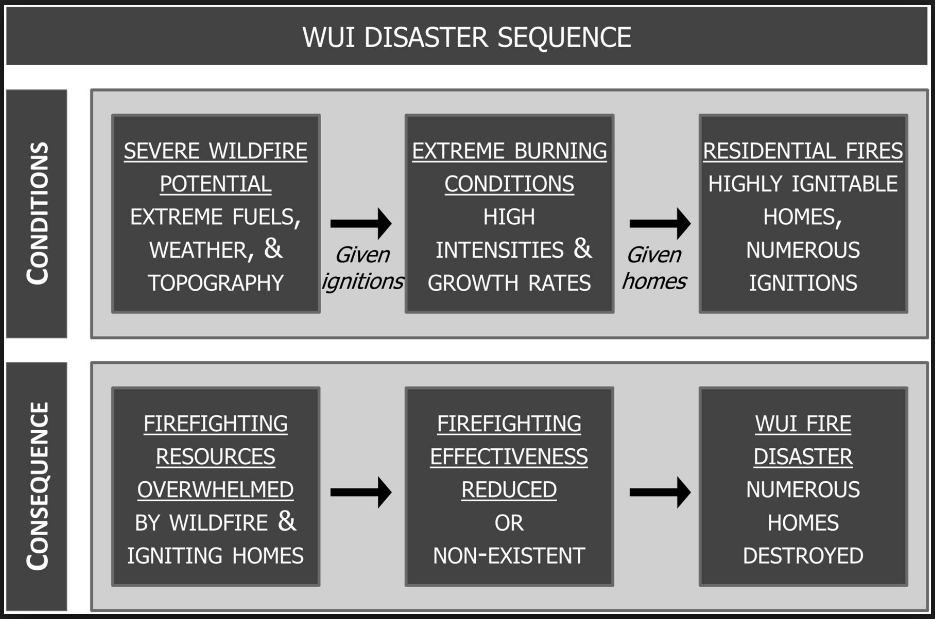 WUI DISASTER SEQUENCE
CONDITIONS
SEVERE WILDFIRE
POTENTIAL
EXTREME FUELS,
WEATHER, &
TOPOGRAPHY
Given
ignitions
EXTREME BURNING
CONDITIONS
HIGH
INTENSITIES &
GROWTH RATES
Given
homes
RESIDENTIAL FIRES
HIGHLY IGNITABLE
HOMES,
NUMEROUS
IGNITIONS
CONSEQUENCE
FIREFIGHTING
RESOURCES
OVERWHELMED
BY WILDFIRE &
IGNITING HOMES
FIREFIGHTING
EFFECTIVENESS
REDUCED
OR
NON-EXISTENT
WUI FIRE
DISASTER
NUMEROUS
HOMES
DESTROYED